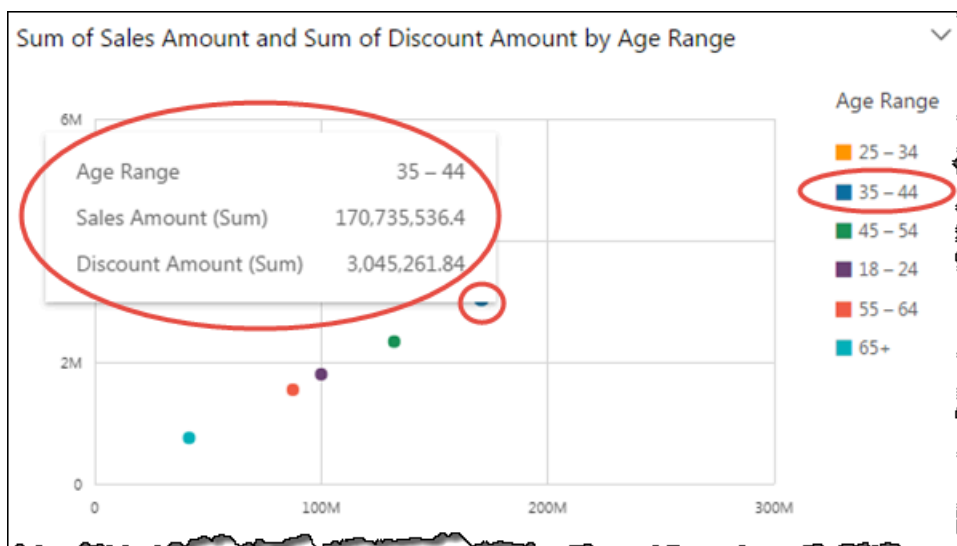 Sum of Sales Amount and Sum of Discount Amount by Age Range
Age Range
25 – 34
35 – 44
45 – 54
18 – 24
55 – 64
65+
6M
Age Range 35 – 44
Sales Amount (Sum) 170,735,536.4
Discount Amount (Sum) 3,045,261.84
2M
0
0 100M 200M 300M